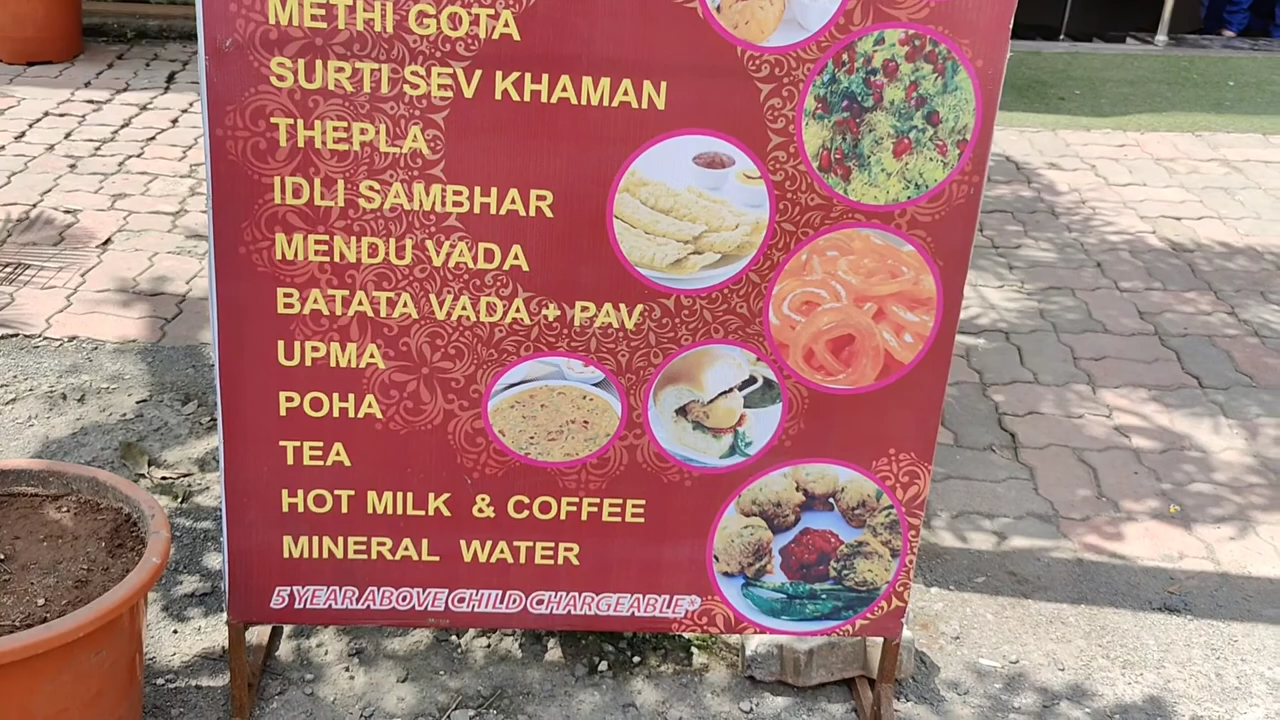 METHI GOTA
SURTI SEV KHAMAN
THEPLA
IDLI SAMBHAR
MENDU VADA
BATATA VADA + PAV
UPMA
POHA
TEA
HOT MILK & COFFEE
MINERAL WATER
5 YEAR ABOVE CHILD CHARGEABLE*